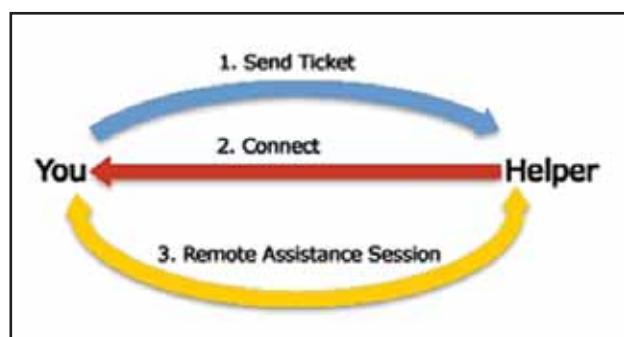 1. Send Ticket
2. Connect
You
Helper
3. Remote Assistance Session